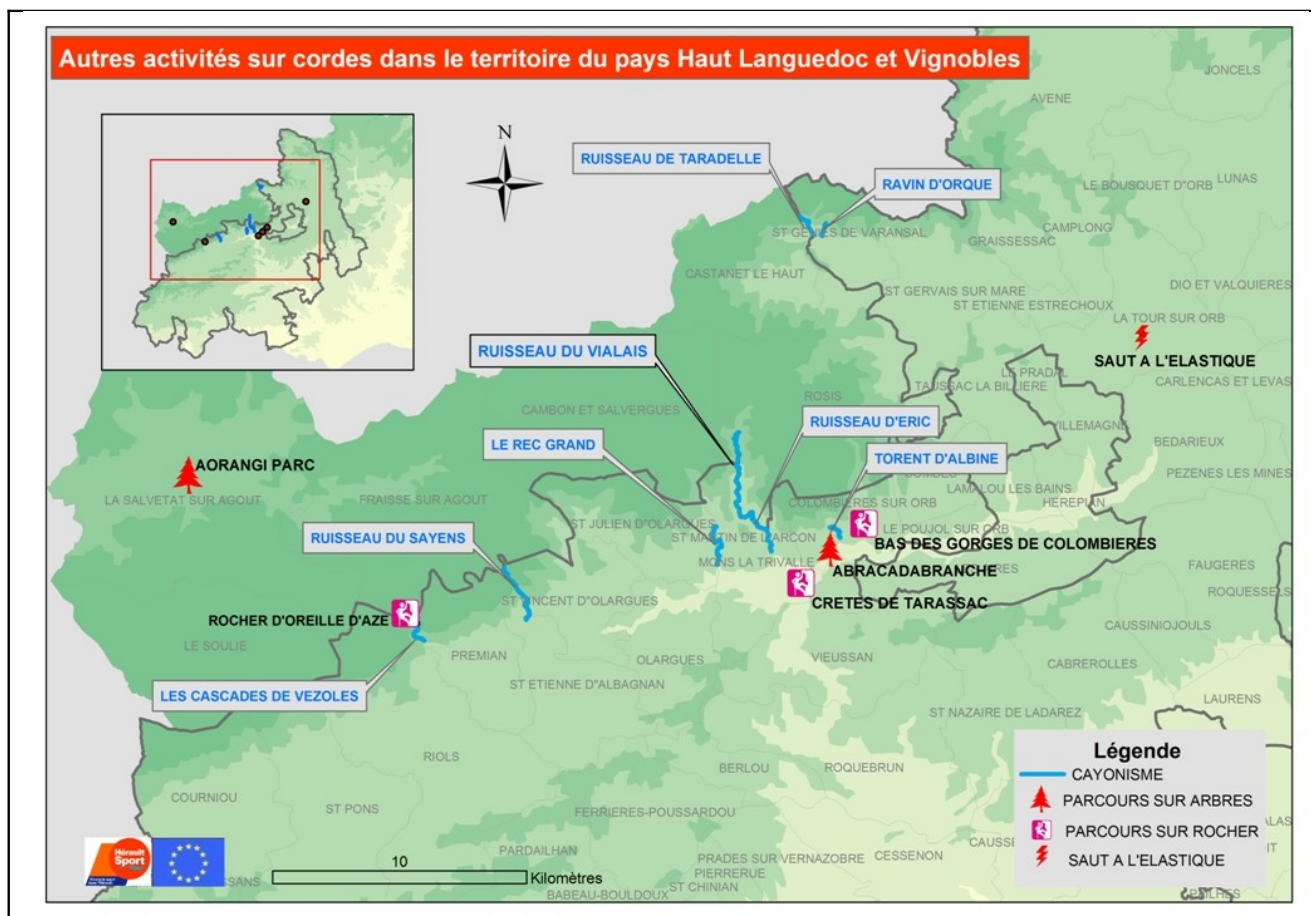 Autres activités sur cordes dans le territoire du pays Haut Languedoc et Vignobles
JONCELS
AVENE
N
RUISSEAU DE TARADELLE
RAVIN D'ORQUE
LE BOUSQUET D"ORB
LUNAS
CAMPLONG
ST GENIES DE VARANSAL
GRAISSESSAC
CASTANET LE HAUT
ST GERVAIS SUR MARE
DIO ET VALQUIERES
ST ETIENNE ESTRECHOUX
LA TOUR SUR ORB
RUISSEAU DU VIALAIS
SAUT A L'ELASTIQUE
LE PRADAL
TAUSSAC LA BILLIERE
CARLENCAS ET LEVAS
ROSIS
CAMBON ET SALVERGUES
RUISSEAU D'ERIC
VILLEMAGNE
LE REC GRAND
BEDARIEUX
TORENT D'ALBINE
AORANGI PARC
PEZENES LES MINES
LA SALVETAT SUR AGOUT
FRAISSE SUR AGOUT
COLOMBIERES SUR ORB
LAMALOU LES BAINS
HEREPIAN
ST JULIEN D"OLARGUES
LE POUJOL SUR ORB
RUISSEAU DU SAYENS
ST MARTIN DE L'ARCON
BAS DES GORGES DE COLOMBIERES
MONS LA TRIVALLE
ABRACADABRANCHE
FAUGERES
CRETES DE TARASSAC
ROQUESSELS
ST VINCENT D"OLARGUES
ROCHER D'OREILLE D'AZE
CAUSSINIOJOULS
LE SOULIE
PREMIAN
OLARGUES
VIEUSSAN
CABREROLLES
LES CASCADES DE VEZOLES
ST ETIENNE D"ALBAGNAN
LAURENS
ST NAZAIRE DE LADAREZ
RIOLS
BERLOU
ROQUEBRUN
COURNIOU
ST PONS
FERRIERES-POUSSARDOU
Légende
CAYONISME
PARCOURS SUR ARBRES
PARCOURS SUR ROCHER
SAUT A L'ELASTIQUE
Hérault
Sport
10
Kilomètres
PARDAILHAN
PRADES SUR VERNAZOBRE
CESSENON
PIERRERUE
ST CHINIAN
BABEAU-BOULDOUX